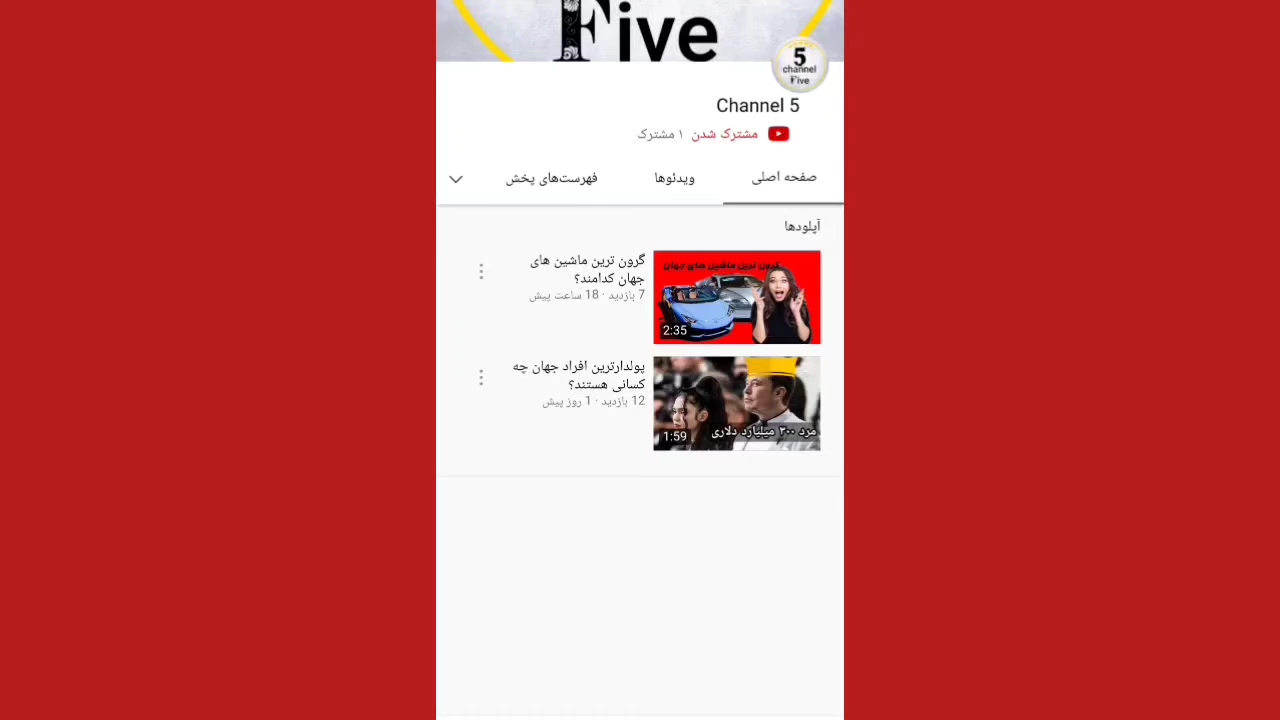 Five
5
channel
Five
Channel 5
مشترک شدن ۱ مشترک
صفحه اصلی ویدئوها فهرست‌های پخش
آپلودها
گرون ترین ماشین های جهان
2:35
گرون ترین ماشین های
جهان کدامند؟
7 بازدید · 18 ساعت پیش
مرد ۳۰۰ میلیارد دلاری
1:59
پولدارترین افراد جهان چه
کسانی هستند؟
12 بازدید · 1 روز پیش